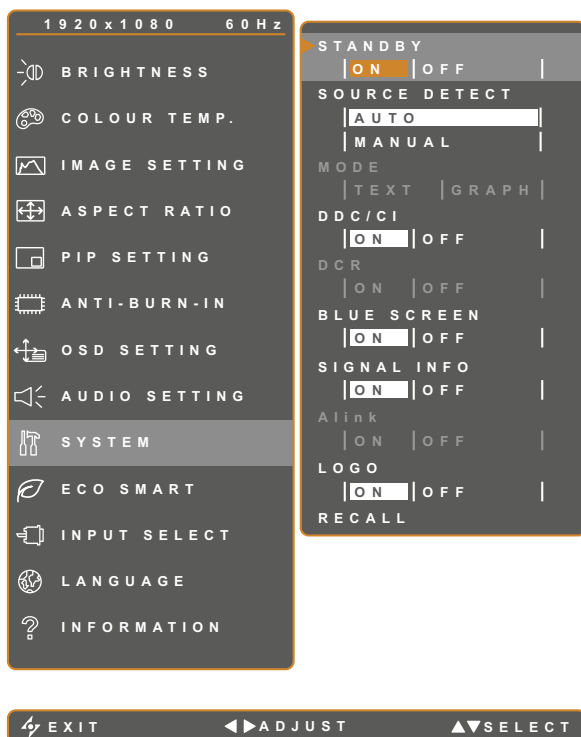 1920x1080 60Hz
BRIGHTNESS
COLOUR TEMP.
IMAGE SETTING
ASPECT RATIO
PIP SETTING
ANTI-BURN-IN
OSD SETTING
AUDIO SETTING
SYSTEM
ECO SMART
INPUT SELECT
LANGUAGE
INFORMATION
STANDBY
ON OFF
SOURCE DETECT
AUTO
MANUAL
MODE
TEXT GRAPH
DDC/CI
ON OFF
DCR
ON OFF
BLUE SCREEN
ON OFF
SIGNAL INFO
ON OFF
Alink
ON OFF
LOGO
ON OFF
RECALL
EXIT ADJUST SELECT